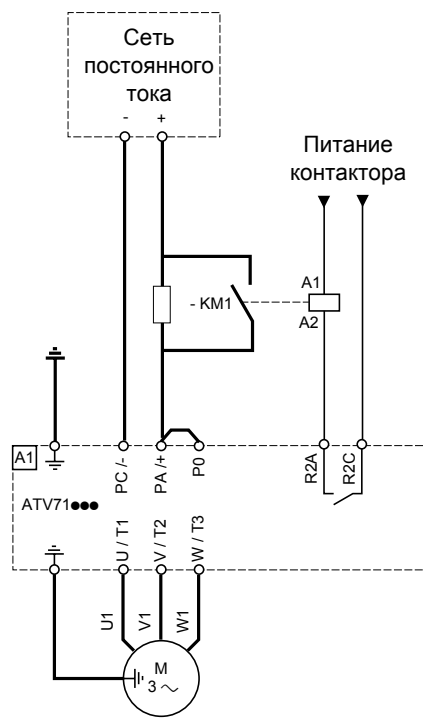 Сеть
постоянного
тока
- +
Питание
контактора
A1
- KM1
A2
A1
PC /-
PA /+
P0
R2A
R2C
ATV71●●●
U / T1
V / T2
W / T3
U1
V1
W1
M
3 ~